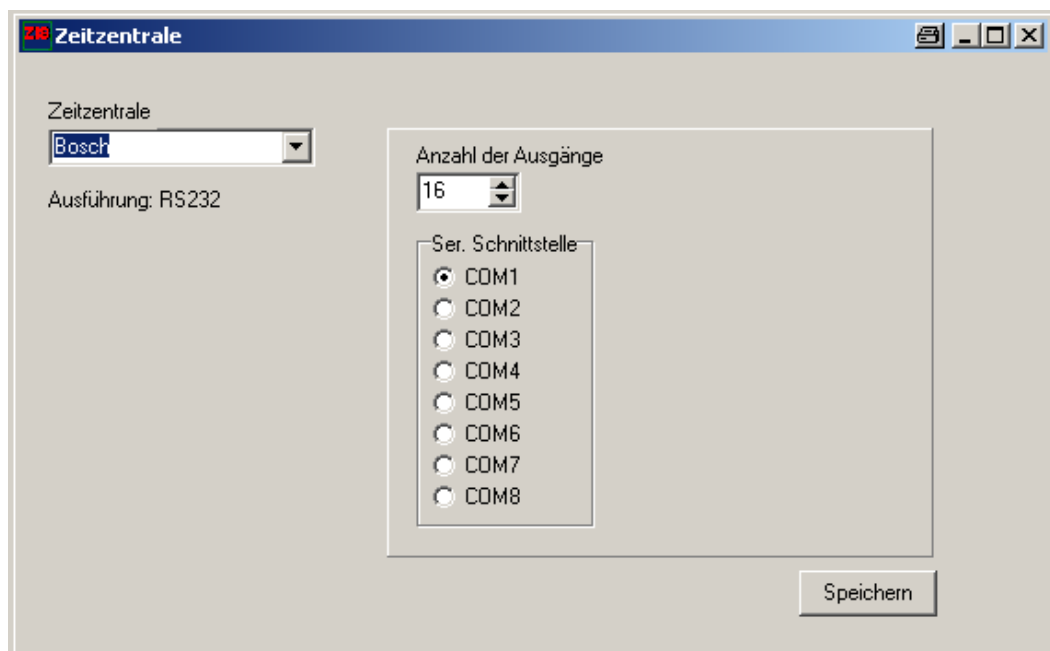 Zeitzentrale
Zeitzentrale
Bosch
Ausführung: RS232
Anzahl der Ausgänge
16
Ser. Schnittstelle
COM1
COM2
COM3
COM4
COM5
COM6
COM7
COM8
Speichern